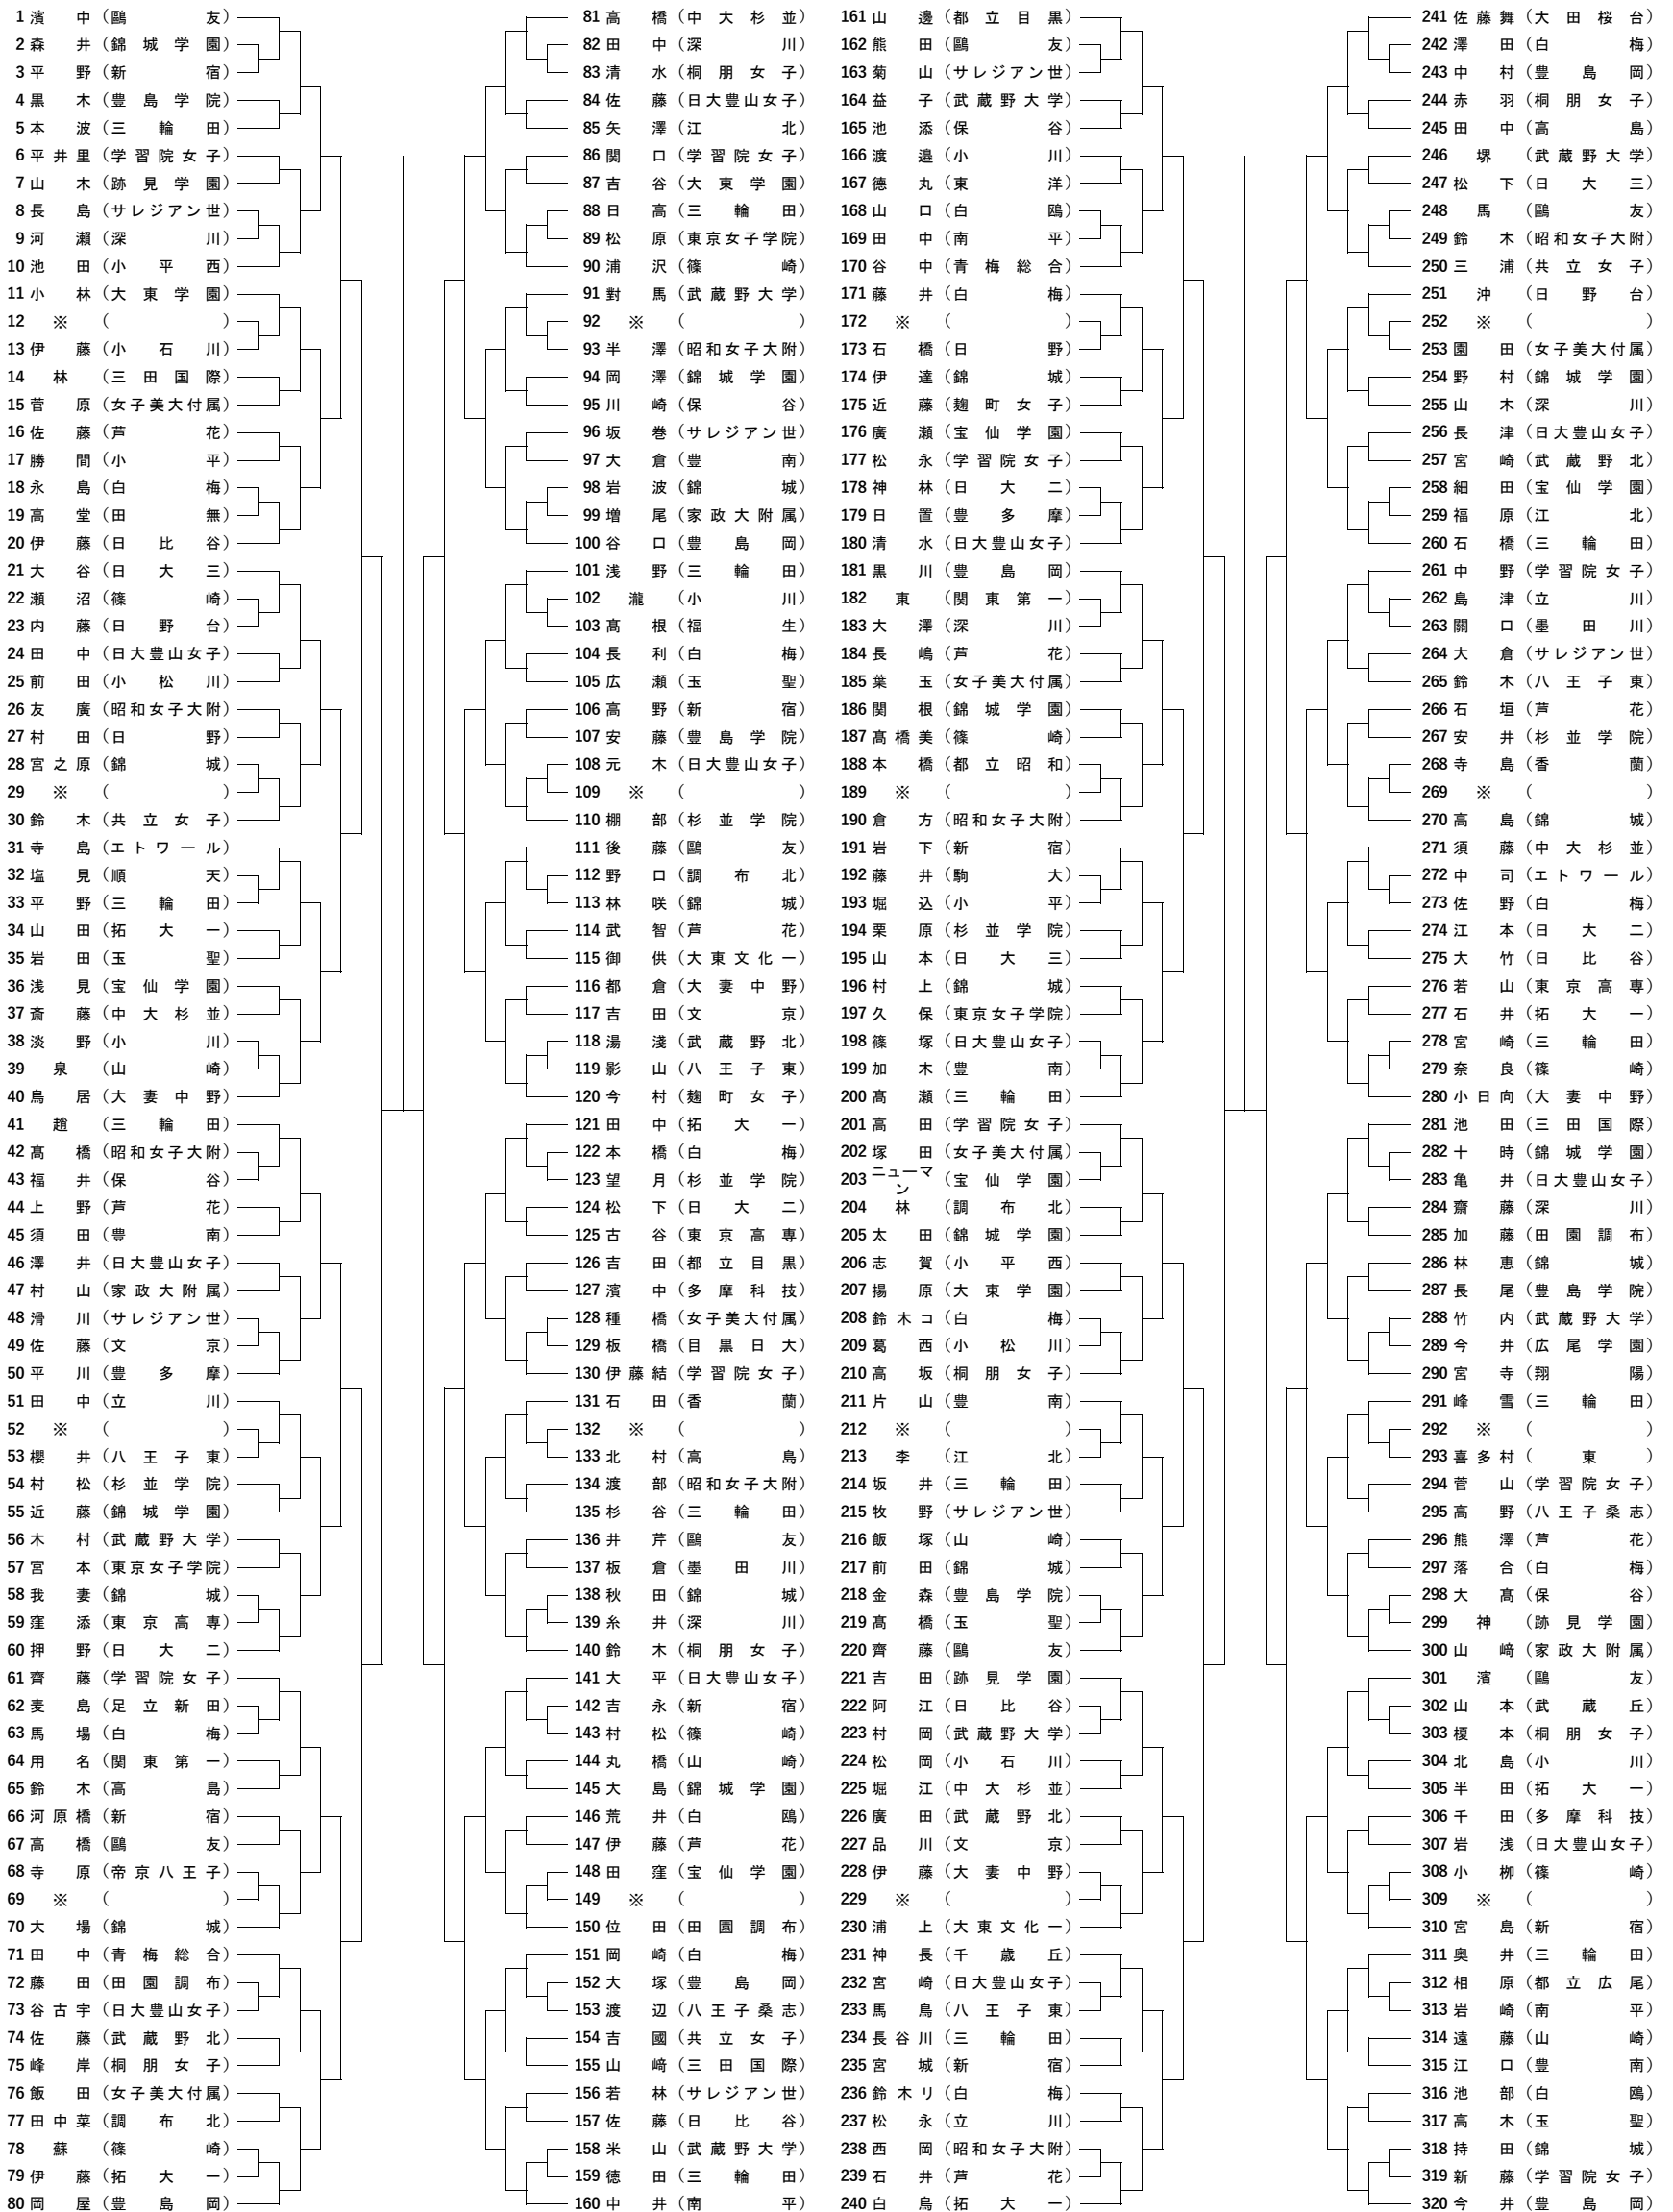 1 濱中（鷗友）
2 森井（錦城学園）
3 平野（新宿）
4 黒木（豊島学院）
5 本波（三輪田）
6 平井里（学習院女子）
7 山木（跡見学園）
8 長島（サレジアン世）
9 河瀬（深川）
10 池田（小平西）
11 小林（大東学園）
12 ※（ ）
13 伊藤（小石川）
14 林（三田国際）
15 菅原（女子美大付属）
16 佐藤（芦花）
17 勝間（小平）
18 永島（白梅）
19 高堂（田無）
20 伊藤（日比谷）
21 大谷（日大三）
22 瀬沼（篠崎）
23 内藤（日野台）
24 田中（日大豊山女子）
25 前田（小松川）
26 友廣（昭和女子大附）
27 村田（日野）
28 宮之原（錦城）
29 ※（ ）
30 鈴木（共立女子）
31 寺島（エトワール）
32 塩見（順天）
33 平野（三輪田）
34 山田（拓大一）
35 岩田（玉聖）
36 浅見（宝仙学園）
37 斎藤（中大杉並）
38 淡野（小川）
39 泉（山崎）
40 鳥居（大妻中野）
41 趙（三輪田）
42 髙橋（昭和女子大附）
43 福井（保谷）
44 上野（芦花）
45 須田（豊南）
46 澤井（日大豊山女子）
47 村山（家政大附属）
48 滑川（サレジアン世）
49 佐藤（文京）
50 平川（豊多摩）
51 田中（立川）
52 ※（ ）
53 櫻井（八王子東）
54 村松（杉並学院）
55 近藤（錦城学園）
56 木村（武蔵野大学）
57 宮本（東京女子学院）
58 我妻（錦城）
59 窪添（東京高専）
60 押野（日大二）
61 齊藤（学習院女子）
62 麦島（足立新田）
63 馬場（白梅）
64 用名（関東第一）
65 鈴木（高島）
66 河原橋（新宿）
67 高橋（鷗友）
68 寺原（帝京八王子）
69 ※（ ）
70 大場（錦城）
71 田中（青梅総合）
72 藤田（田園調布）
73 谷古宇（日大豊山女子）
74 佐藤（武蔵野北）
75 峰岸（桐朋女子）
76 飯田（女子美大付属）
77 田中菜（調布北）
78 蘇（篠崎）
79 伊藤（拓大一）
80 岡屋（豊島岡）
81 高橋（中大杉並）
82 田中（深川）
83 清水（桐朋女子）
84 佐藤（日大豊山女子）
85 矢澤（江北）
86 関口（学習院女子）
87 吉谷（大東学園）
88 日高（三輪田）
89 松原（東京女子学院）
90 浦沢（篠崎）
91 對馬（武蔵野大学）
92 ※（ ）
93 半澤（昭和女子大附）
94 岡澤（錦城学園）
95 川崎（保谷）
96 坂巻（サレジアン世）
97 大倉（豊南）
98 岩波（錦城）
99 増尾（家政大附属）
100 谷口（豊島岡）
101 浅野（三輪田）
102 瀧（小川）
103 髙根（福生）
104 長利（白梅）
105 広瀬（玉聖）
106 高野（新宿）
107 安藤（豊島学院）
108 元木（日大豊山女子）
109 ※（ ）
110 棚部（杉並学院）
111 後藤（鷗友）
112 野口（調布北）
113 林咲（錦城）
114 武智（芦花）
115 御供（大東文化一）
116 都倉（大妻中野）
117 吉田（文京）
118 湯淺（武蔵野北）
119 影山（八王子東）
120 今村（麹町女子）
121 田中（拓大一）
122 本橋（白梅）
123 望月（杉並学院）
124 松下（日大二）
125 古谷（東京高専）
126 吉田（都立目黒）
127 濱中（多摩科技）
128 種橋（女子美大付属）
129 板橋（目黒日大）
130 伊藤結（学習院女子）
131 石田（香蘭）
132 ※（ ）
133 北村（高島）
134 渡部（昭和女子大附）
135 杉谷（三輪田）
136 井芹（鷗友）
137 板倉（墨田川）
138 秋田（錦城）
139 糸井（深川）
140 鈴木（桐朋女子）
141 大平（日大豊山女子）
142 吉永（新宿）
143 村松（篠崎）
144 丸橋（山崎）
145 大島（錦城学園）
146 荒井（白鴎）
147 伊藤（芦花）
148 田窪（宝仙学園）
149 ※（ ）
150 位田（田園調布）
151 岡崎（白梅）
152 大塚（豊島岡）
153 渡辺（八王子桑志）
154 吉國（共立女子）
155 山﨑（三田国際）
156 若林（サレジアン世）
157 佐藤（日比谷）
158 米山（武蔵野大学）
159 徳田（三輪田）
160 中井（南平）
161 山邊（都立目黒）
162 熊田（鷗友）
163 菊山（サレジアン世）
164 益子（武蔵野大学）
165 池添（保谷）
166 渡邉（小川）
167 德丸（東洋）
168 山口（白鴎）
169 田中（南平）
170 谷中（青梅総合）
171 藤井（白梅）
172 ※（ ）
173 石橋（日野）
174 伊達（錦城）
175 近藤（麹町女子）
176 廣瀬（宝仙学園）
177 松永（学習院女子）
178 神林（日大二）
179 日置（豊多摩）
180 清水（日大豊山女子）
181 黒川（豊島岡）
182 東（関東第一）
183 大澤（深川）
184 長嶋（芦花）
185 葉玉（女子美大付属）
186 関根（錦城学園）
187 髙橋美（篠崎）
188 本橋（都立昭和）
189 ※（ ）
190 倉方（昭和女子大附）
191 岩下（新宿）
192 藤井（駒大）
193 堀込（小平）
194 栗原（杉並学院）
195 山本（日大三）
196 村上（錦城）
197 久保（東京女子学院）
198 篠塚（日大豊山女子）
199 加木（豊南）
200 髙瀬（三輪田）
201 高田（学習院女子）
202 塚田（女子美大付属）
203 ニューマン（宝仙学園）
204 林（調布北）
205 太田（錦城学園）
206 志賀（小平西）
207 揚原（大東学園）
208 鈴木コ（白梅）
209 葛西（小松川）
210 高坂（桐朋女子）
211 片山（豊南）
212 ※（ ）
213 李（江北）
214 坂井（三輪田）
215 牧野（サレジアン世）
216 飯塚（山崎）
217 前田（錦城）
218 金森（豊島学院）
219 髙橋（玉聖）
220 齊藤（鷗友）
221 吉田（跡見学園）
222 阿江（日比谷）
223 村岡（武蔵野大学）
224 松岡（小石川）
225 堀江（中大杉並）
226 廣田（武蔵野北）
227 品川（文京）
228 伊藤（大妻中野）
229 ※（ ）
230 浦上（大東文化一）
231 神長（千歳丘）
232 宮崎（日大豊山女子）
233 馬鳥（八王子東）
234 長谷川（三輪田）
235 宮城（新宿）
236 鈴木リ（白梅）
237 松永（立川）
238 西岡（昭和女子大附）
239 石井（芦花）
240 白鳥（拓大一）
241 佐藤舞（大田桜台）
242 澤田（白梅）
243 中村（豊島岡）
244 赤羽（桐朋女子）
245 田中（高島）
246 堺（武蔵野大学）
247 松下（日大三）
248 馬（鷗友）
249 鈴木（昭和女子大附）
250 三浦（共立女子）
251 沖（日野台）
252 ※（ ）
253 園田（女子美大付属）
254 野村（錦城学園）
255 山木（深川）
256 長津（日大豊山女子）
257 宮崎（武蔵野北）
258 細田（宝仙学園）
259 福原（江北）
260 石橋（三輪田）
261 中野（学習院女子）
262 島津（立川）
263 關口（墨田川）
264 大倉（サレジアン世）
265 鈴木（八王子東）
266 石垣（芦花）
267 安井（杉並学院）
268 寺島（香蘭）
269 ※（ ）
270 高島（錦城）
271 須藤（中大杉並）
272 中司（エトワール）
273 佐野（白梅）
274 江本（日大二）
275 大竹（日比谷）
276 若山（東京高専）
277 石井（拓大一）
278 宮崎（三輪田）
279 奈良（篠崎）
280 小日向（大妻中野）
281 池田（三田国際）
282 十時（錦城学園）
283 亀井（日大豊山女子）
284 齋藤（深川）
285 加藤（田園調布）
286 林恵（錦城）
287 長尾（豊島学院）
288 竹内（武蔵野大学）
289 今井（広尾学園）
290 宮寺（翔陽）
291 峰雪（三輪田）
292 ※（ ）
293 喜多村（東）
294 菅山（学習院女子）
295 高野（八王子桑志）
296 熊澤（芦花）
297 落合（白梅）
298 大髙（保谷）
299 神（跡見学園）
300 山﨑（家政大附属）
301 濱（鷗友）
302 山本（武蔵丘）
303 榎本（桐朋女子）
304 北島（小川）
305 半田（拓大一）
306 千田（多摩科技）
307 岩浅（日大豊山女子）
308 小栁（篠崎）
309 ※（ ）
310 宮島（新宿）
311 奥井（三輪田）
312 相原（都立広尾）
313 岩崎（南平）
314 遠藤（山崎）
315 江口（豊南）
316 池部（白鴎）
317 高木（玉聖）
318 持田（錦城）
319 新藤（学習院女子）
320 今井（豊島岡）